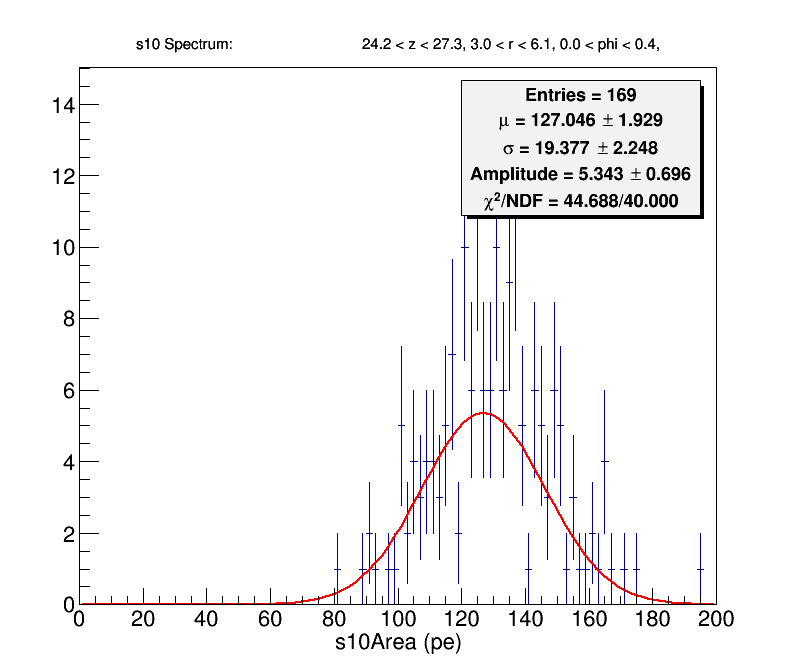 s10 Spectrum: 24.2 < z < 27.3, 3.0 < r < 6.1, 0.0 < phi < 0.4,
Entries = 169
μ = 127.046 ± 1.929
σ = 19.377 ± 2.248
Amplitude = 5.343 ± 0.696
χ²/NDF = 44.688/40.000
14
12
10
8
6
4
2
0
0 20 40 60 80 100 120 140 160 180 200
s10Area (pe)